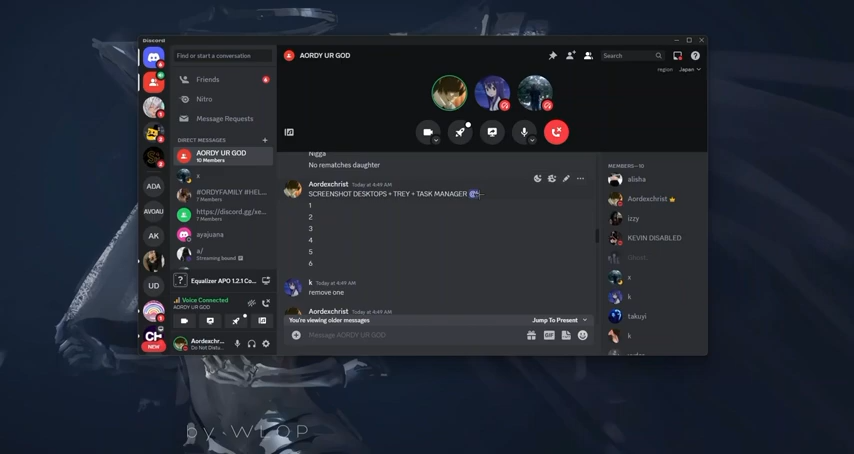 Discord
Find or start a conversation
AORDY UR GOD
Search
region Japan
Friends
6
Nitro
Message Requests
DIRECT MESSAGES
AORDY UR GOD
10 Members
x
#ORDYFAMILY #HEL...
7 Members
https://discord.gg/se...
7 Members
ayajuana
a/
Streaming bound
Equalizer APO 1.2.1 Co...
Voice Connected
AORDY UR GOD
Aordexchr...
Do Not Distu...
ADA
AVOAU
AK
UD
CH
NEW
Nigga
No rematches daughter
Aordexchrist Today at 4:49 AM
SCREENSHOT DESKTOPS + TREY + TASK MANAGER
1
2
3
4
5
6
k Today at 4:49 AM
remove one
Aordexchrist Today at 4:49 AM
You're viewing older messages
Jump To Present
Message AORDY UR GOD
GIF
MEMBERS—10
alisha
Aordexchrist
izzy
KEVIN DISABLED
x
k
takuyi
k
by WLOP